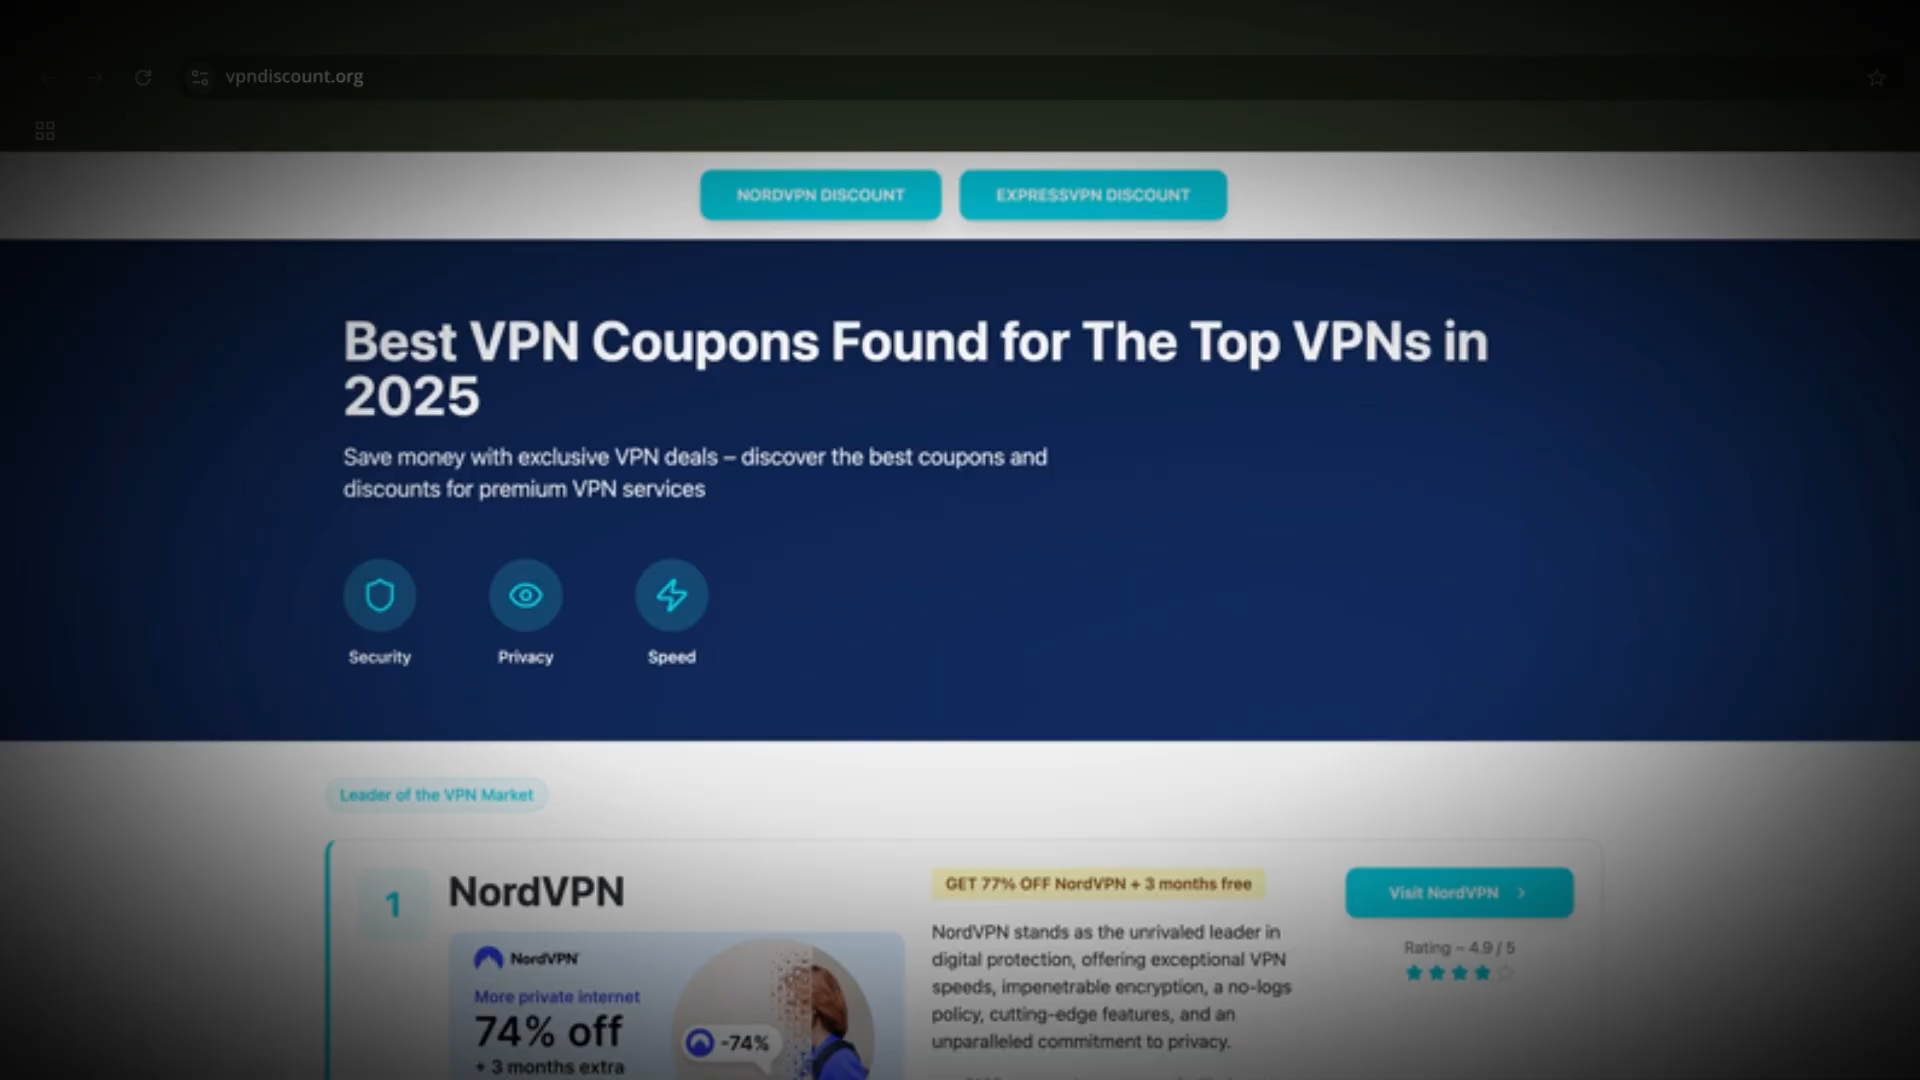 vpndiscount.org
NORDVPN DISCOUNT
EXPRESSVPN DISCOUNT
Best VPN Coupons Found for The Top VPNs in
2025
Save money with exclusive VPN deals – discover the best coupons and
discounts for premium VPN services
Security
Privacy
Speed
Leader of the VPN Market
1
NordVPN
NordVPN
More private internet
74% off
+ 3 months extra
-74%
GET 77% OFF NordVPN + 3 months free
NordVPN stands as the unrivaled leader in
digital protection, offering exceptional VPN
speeds, impenetrable encryption, a no-logs
policy, cutting-edge features, and an
unparalleled commitment to privacy.
Visit NordVPN
Rating – 4.9 / 5